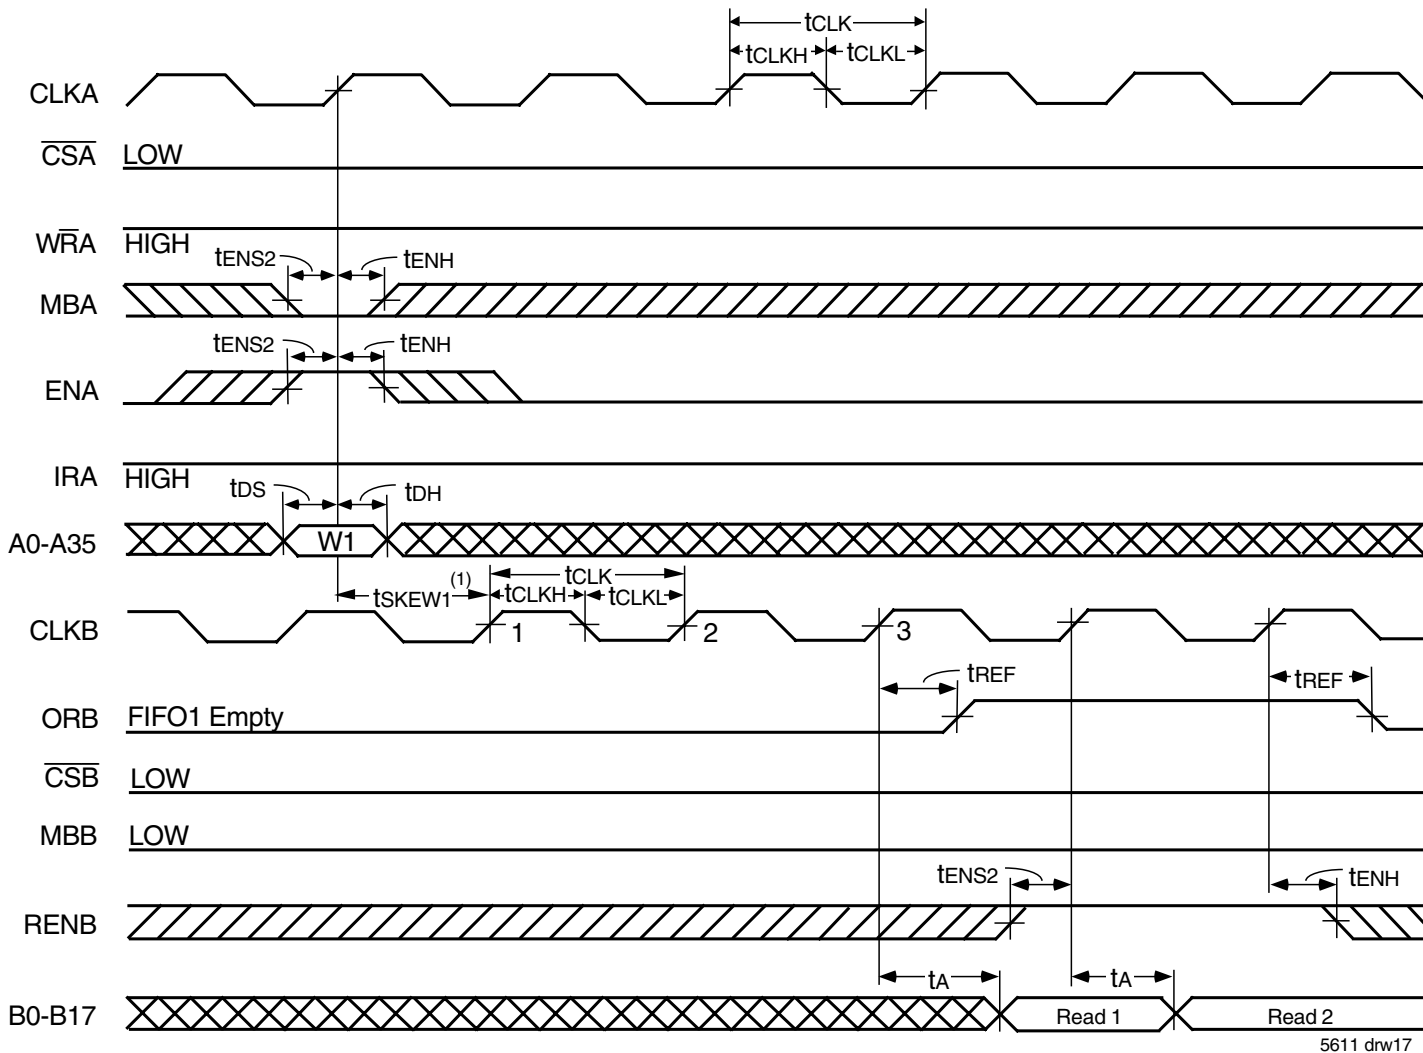 tCLK
tCLKH tCLKL
CLKA
CSA LOW
WRA HIGH
tENS2 tENH
MBA
tENS2 tENH
ENA
IRA HIGH
tDS tDH
A0-A35 W1
tSKEW1 (1) tCLK
tCLKH tCLKL
CLKB 1 2 3
tREF tREF
ORB FIFO1 Empty
CSB LOW
MBB LOW
tENS2 tENH
RENB
tA tA
B0-B17 Read 1 Read 2
5611 drw17